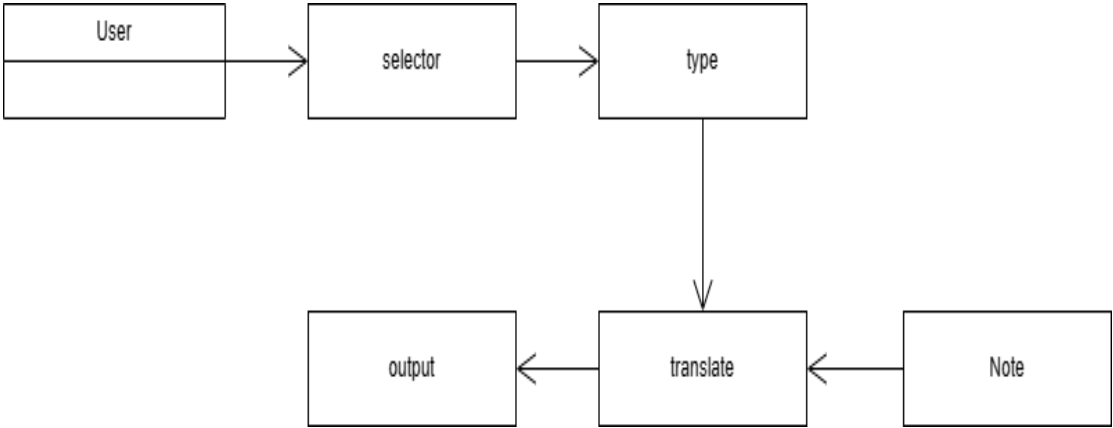 User
selector
type
output
translate
Note